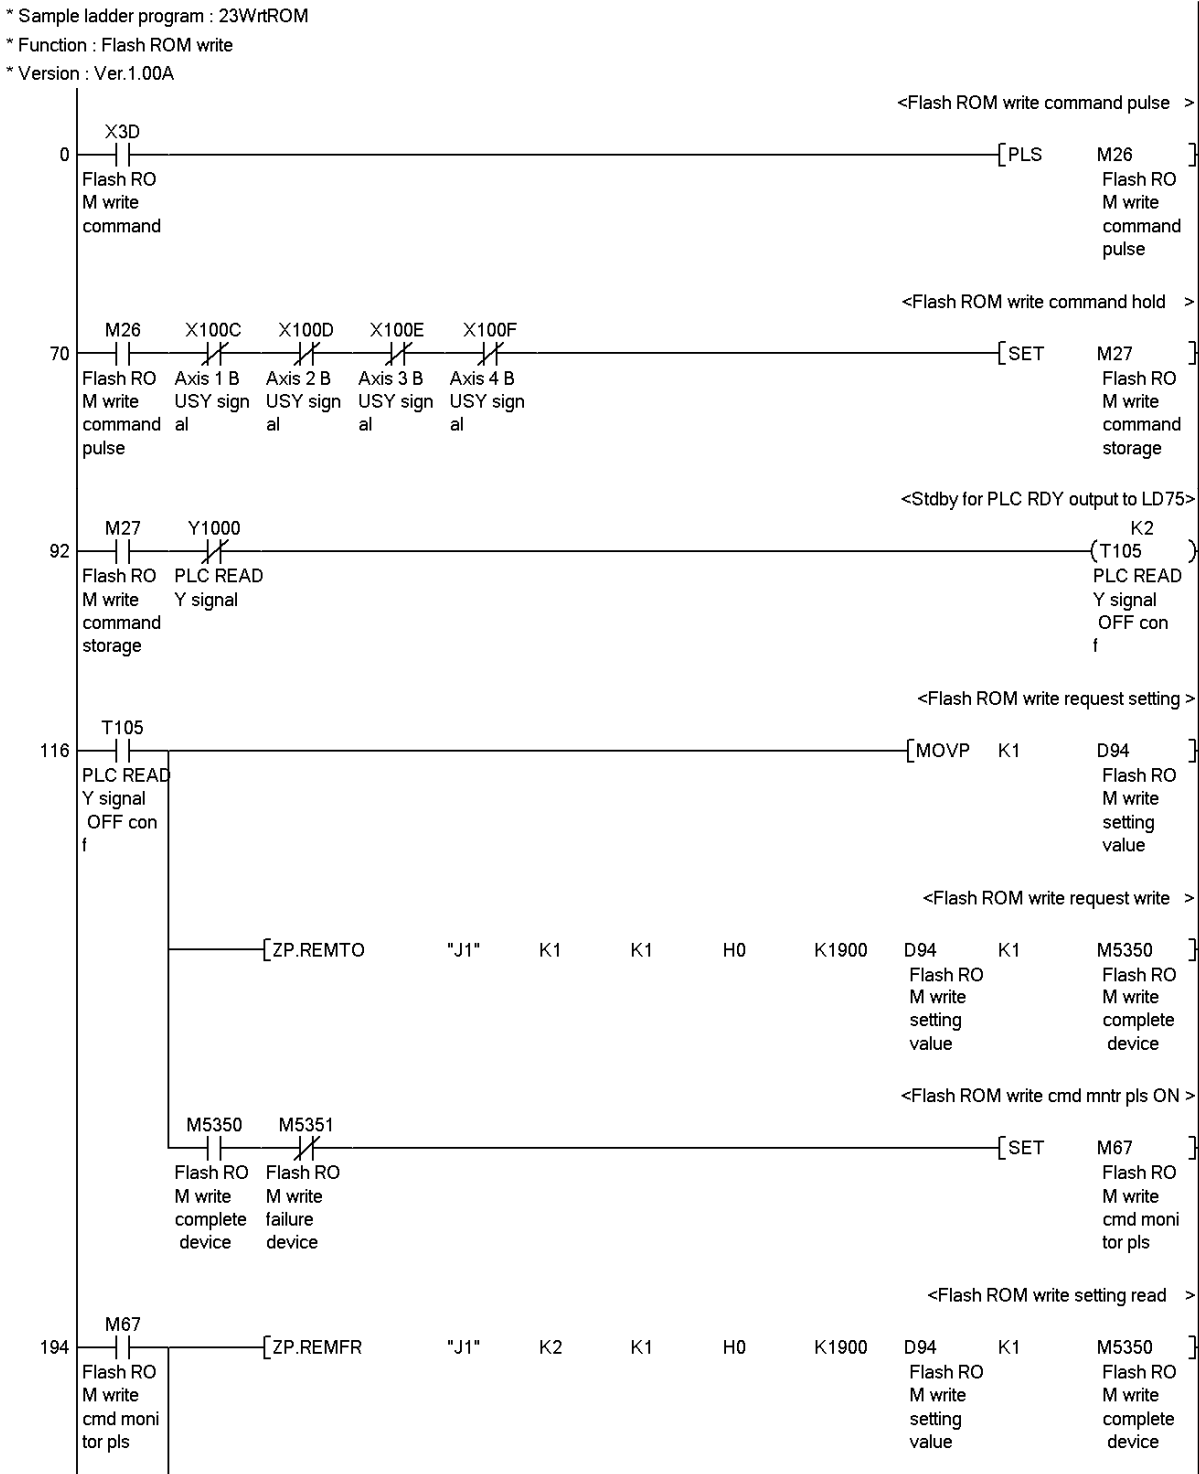 * Sample ladder program : 23WrtROM
* Function : Flash ROM write
* Version : Ver.1.00A
<Flash ROM write command pulse >
X3D
0 PLS M26
Flash RO Flash RO
M write M write
command command
pulse
<Flash ROM write command hold >
M26 X100C X100D X100E X100F
70 SET M27
Flash RO Axis 1 B Axis 2 B Axis 3 B Axis 4 B Flash RO
M write USY sign USY sign USY sign USY sign M write
command al al al al command
pulse storage
<Stdby for PLC RDY output to LD75>
M27 Y1000 K2
92 T105
Flash RO PLC READ PLC READ
M write Y signal Y signal
command OFF con
storage f
<Flash ROM write request setting >
T105
116 MOVP K1 D94
PLC READ Flash RO
Y signal M write
OFF con setting
f value
<Flash ROM write request write >
ZP.REMTO "J1" K1 K1 H0 K1900 D94 K1 M5350
Flash RO Flash RO
M write M write
setting complete
value device
<Flash ROM write cmd mntr pls ON >
M5350 M5351
SET M67
Flash RO Flash RO Flash RO
M write M write M write
complete failure cmd moni
device device tor pls
<Flash ROM write setting read >
M67
194 ZP.REMFR "J1" K2 K1 H0 K1900 D94 K1 M5350
Flash RO Flash RO Flash RO
M write M write M write
cmd moni setting complete
tor pls value device